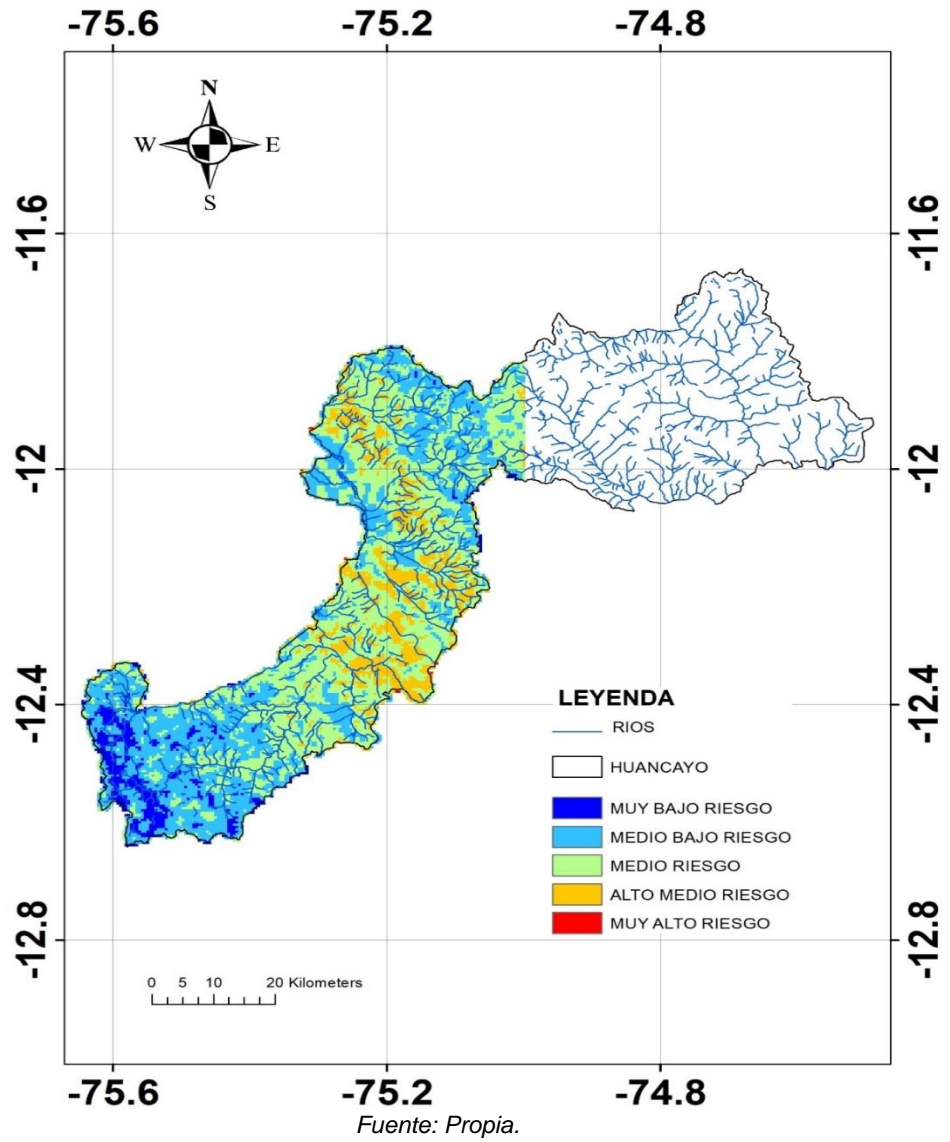 -75.6 -75.2 -74.8
N
W E
S
-11.6 -11.6
-12 -12
-12.4 -12.4
LEYENDA
RIOS
HUANCAYO
MUY BAJO RIESGO
MEDIO BAJO RIESGO
MEDIO RIESGO
ALTO MEDIO RIESGO
MUY ALTO RIESGO
-12.8 -12.8
0 5 10 20 Kilometers
-75.6 -75.2 -74.8
Fuente: Propia.